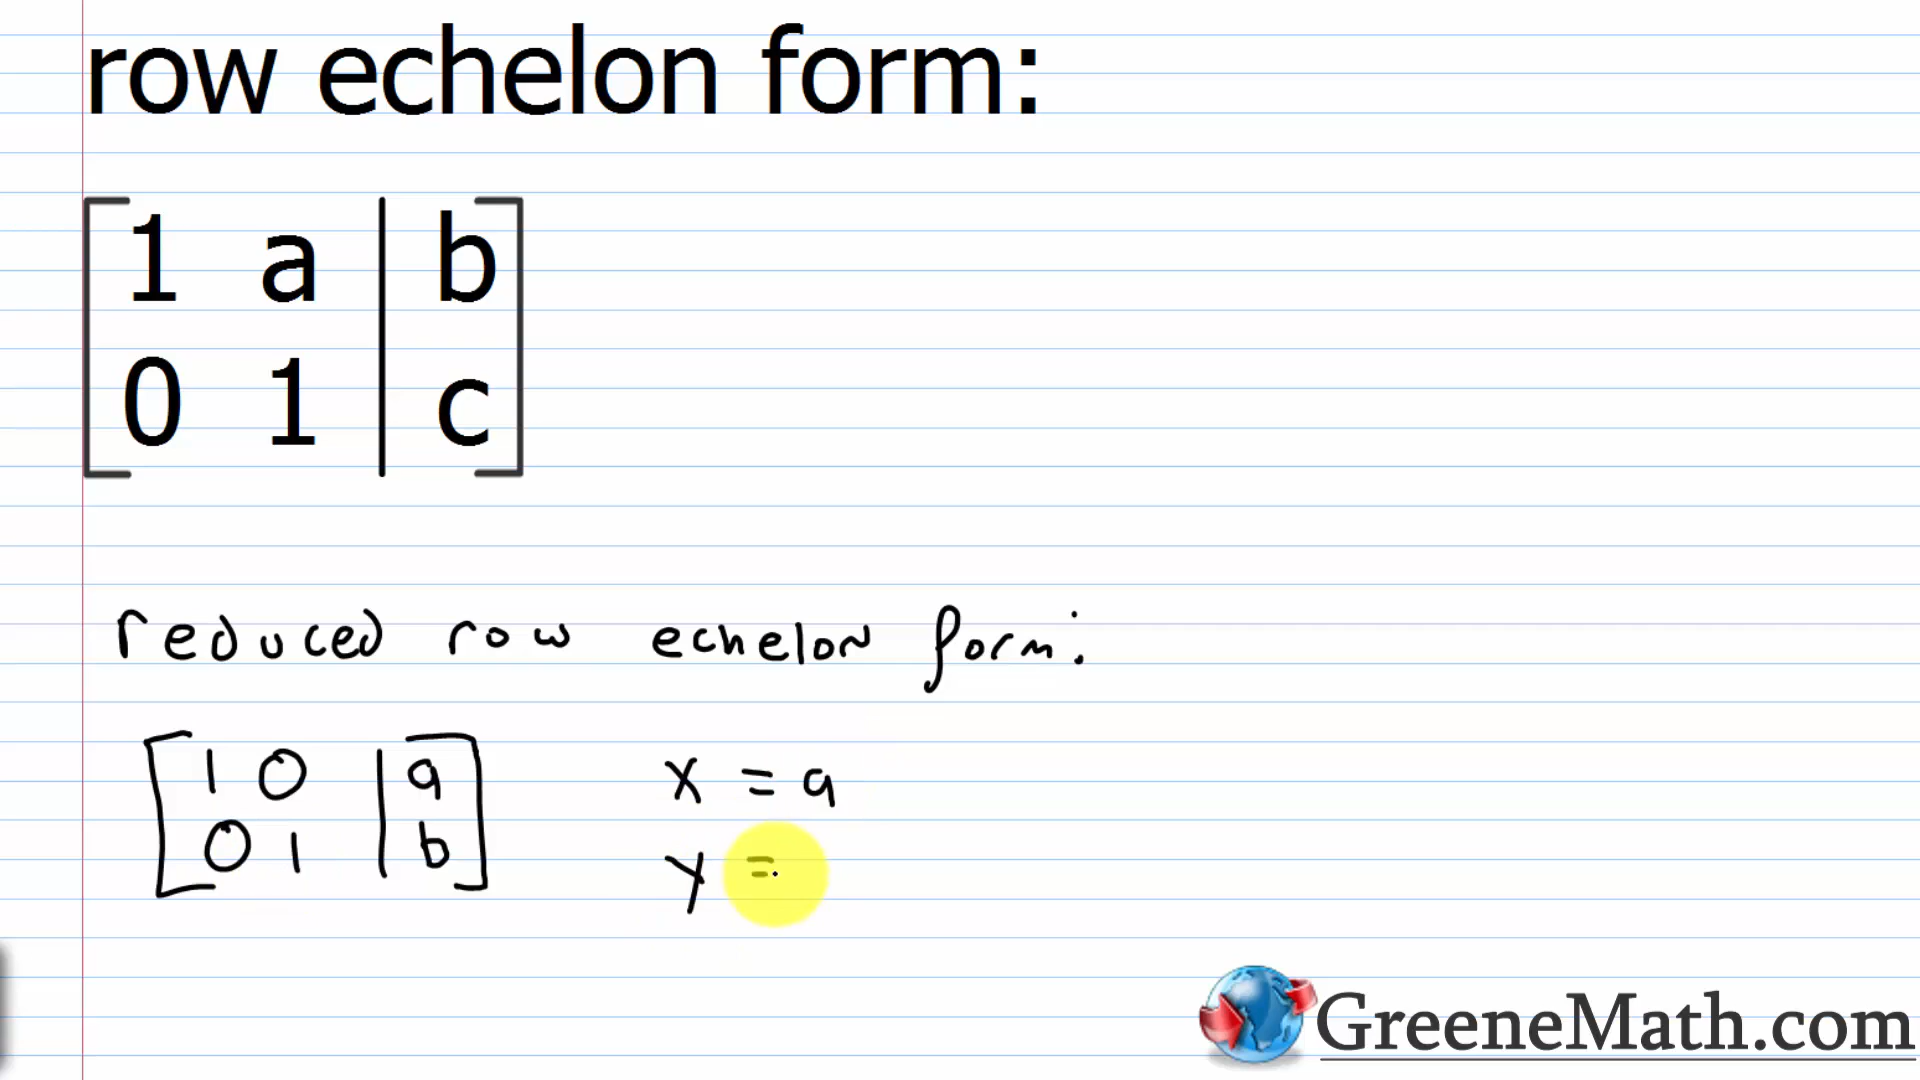 row echelon form:
1 a | b
0 1 | c
reduced row echelon form:
1 0 | a
0 1 | b
x = a
y =
GreeneMath.com